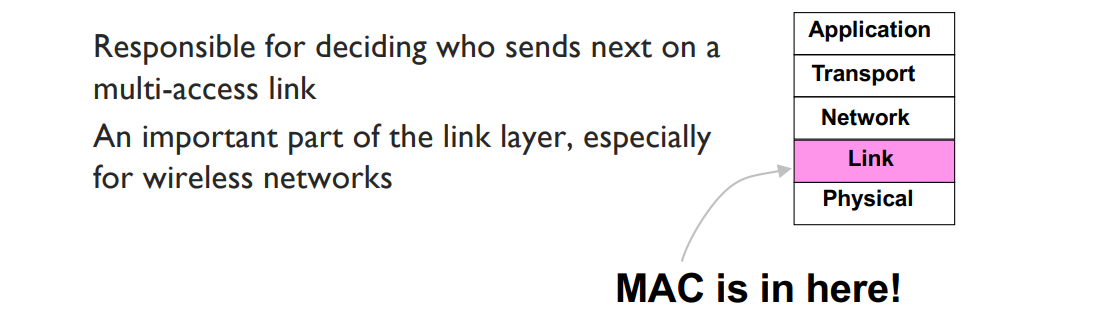 Responsible for deciding who sends next on a
multi-access link
An important part of the link layer, especially
for wireless networks
Application
Transport
Network
Link
Physical
MAC is in here!